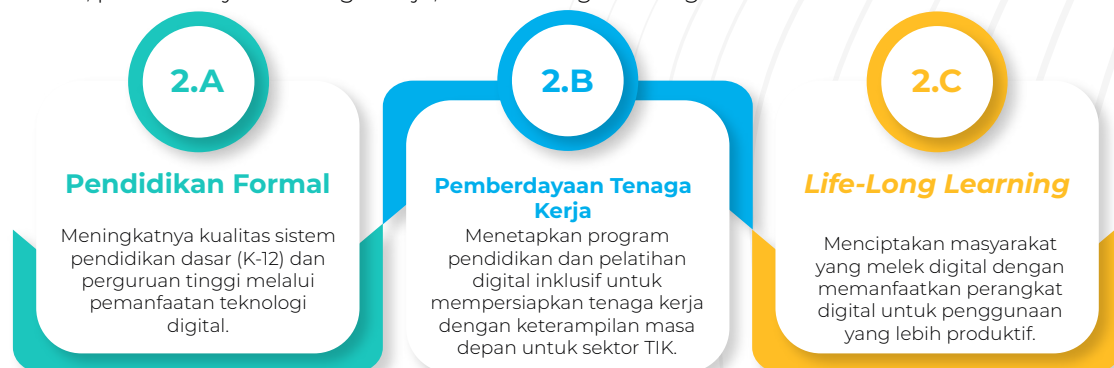 2.A
Pendidikan Formal
Meningkatnya kualitas sistem
pendidikan dasar (K-12) dan
perguruan tinggi melalui
pemanfaatan teknologi
digital.
2.B
Pemberdayaan Tenaga
Kerja
Menetapkan program
pendidikan dan pelatihan
digital inklusif untuk
mempersiapkan tenaga kerja
dengan keterampilan masa
depan untuk sektor TIK.
2.C
Life-Long Learning
Menciptakan masyarakat
yang melek digital dengan
memanfaatkan perangkat
digital untuk penggunaan
yang lebih produktif.